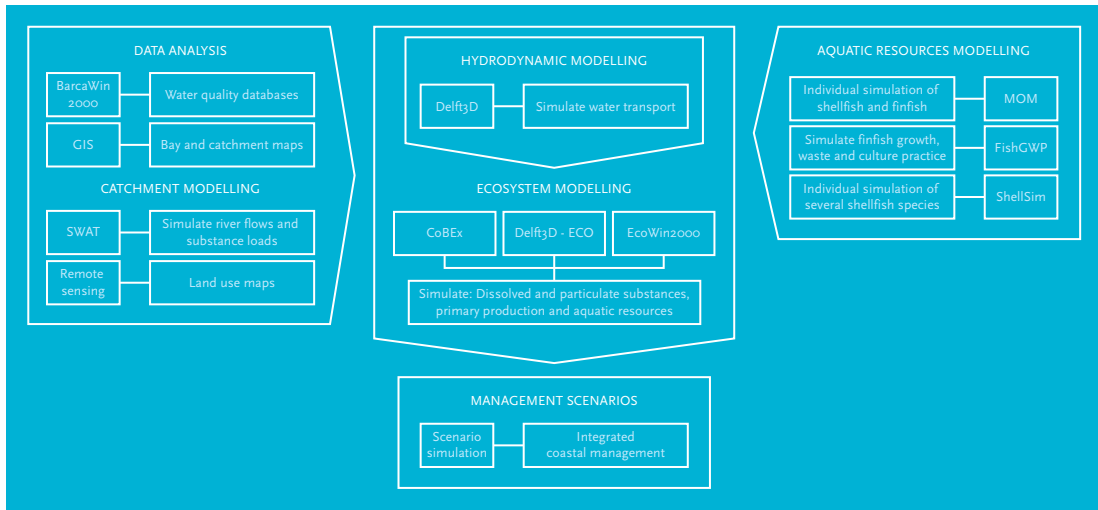 DATA ANALYSIS
BarcaWin
2000
Water quality databases
GIS
Bay and catchment maps
CATCHMENT MODELLING
SWAT
Simulate river flows and
substance loads
Remote
sensing
Land use maps
HYDRODYNAMIC MODELLING
Delft3D
Simulate water transport
ECOSYSTEM MODELLING
CoBEx
Delft3D - ECO
EcoWin2000
Simulate: Dissolved and particulate substances,
primary production and aquatic resources
AQUATIC RESOURCES MODELLING
Individual simulation of
shellfish and finfish
MOM
Simulate finfish growth,
waste and culture practice
FishGWP
Individual simulation of
several shellfish species
ShellSim
MANAGEMENT SCENARIOS
Scenario
simulation
Integrated
coastal management